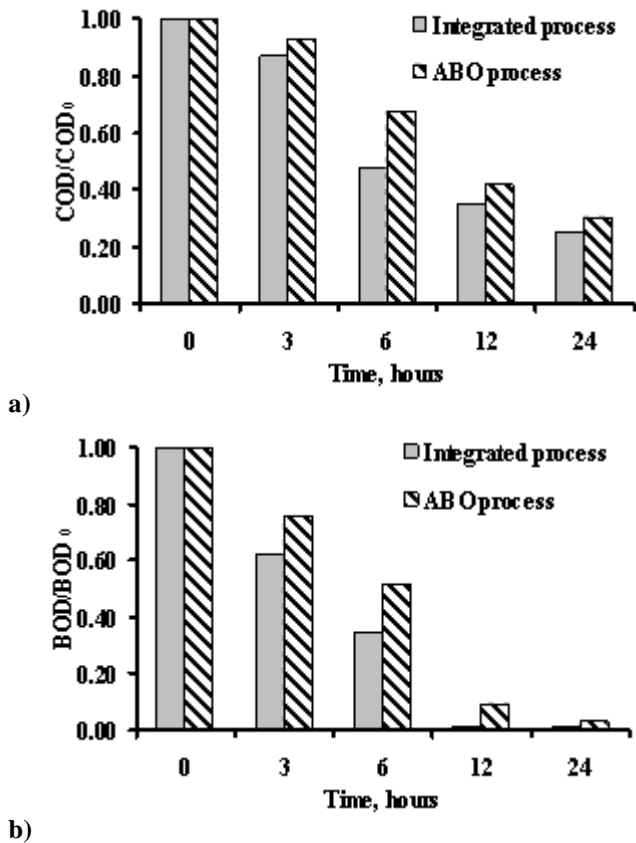 1.00
0.80
0.60
0.40
0.20
0.00
COD/COD₀
Integrated process
ABO process
0 3 6 12 24
Time, hours
a)
1.00
0.80
0.60
0.40
0.20
0.00
BOD/BOD₀
Integrated process
ABO process
0 3 6 12 24
Time, hours
b)